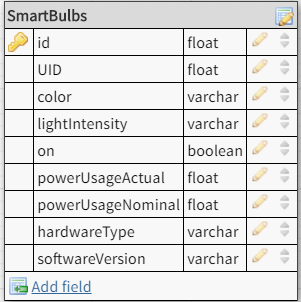 SmartBulbs
id float
UID float
color varchar
lightIntensity varchar
on boolean
powerUsageActual float
powerUsageNominal float
hardwareType varchar
softwareVersion varchar
Add field